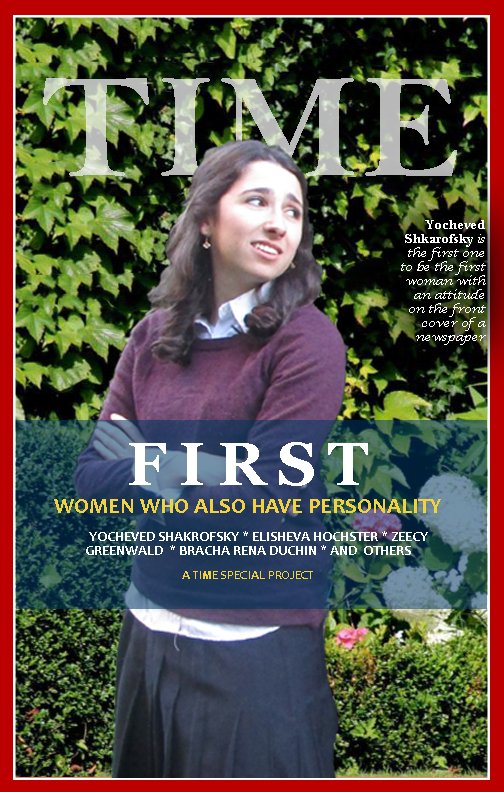 TIME
Yocheved
Shkarofsky is
the first one
to be the first
woman with
an attitude
on the front
cover of a
newspaper
FIRST
WOMEN WHO ALSO HAVE PERSONALITY
YOCHEVED SHAKROFSKY * ELISHEVA HOCHSTER * ZEECY
GREENWALD * BRACHA RENA DUCHIN * AND OTHERS
A TIME SPECIAL PROJECT